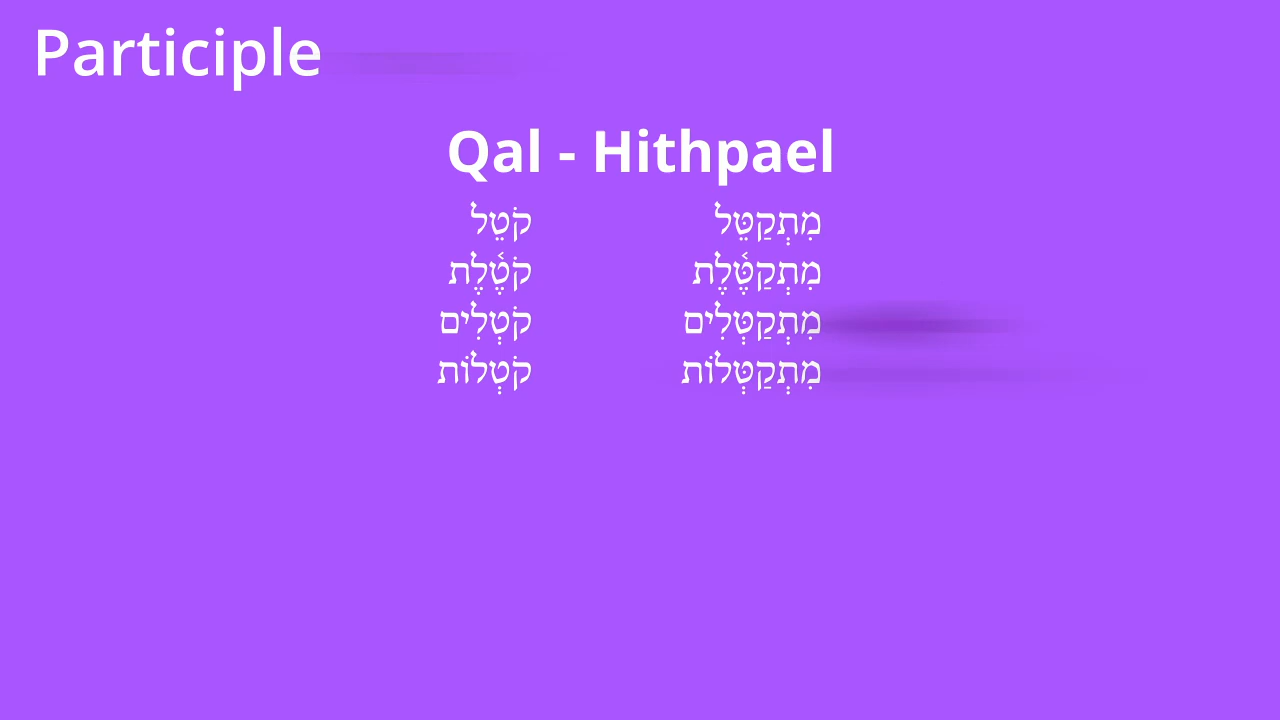 Participle
Qal - Hithpael
קֹטֵל מִתְקַטֵּל
קֹטֶ֫לֶת מִתְקַטֶּ֫לֶת
קֹטְלִים מִתְקַטְּלִים
קֹטְלוֹת מִתְקַטְּלוֹת